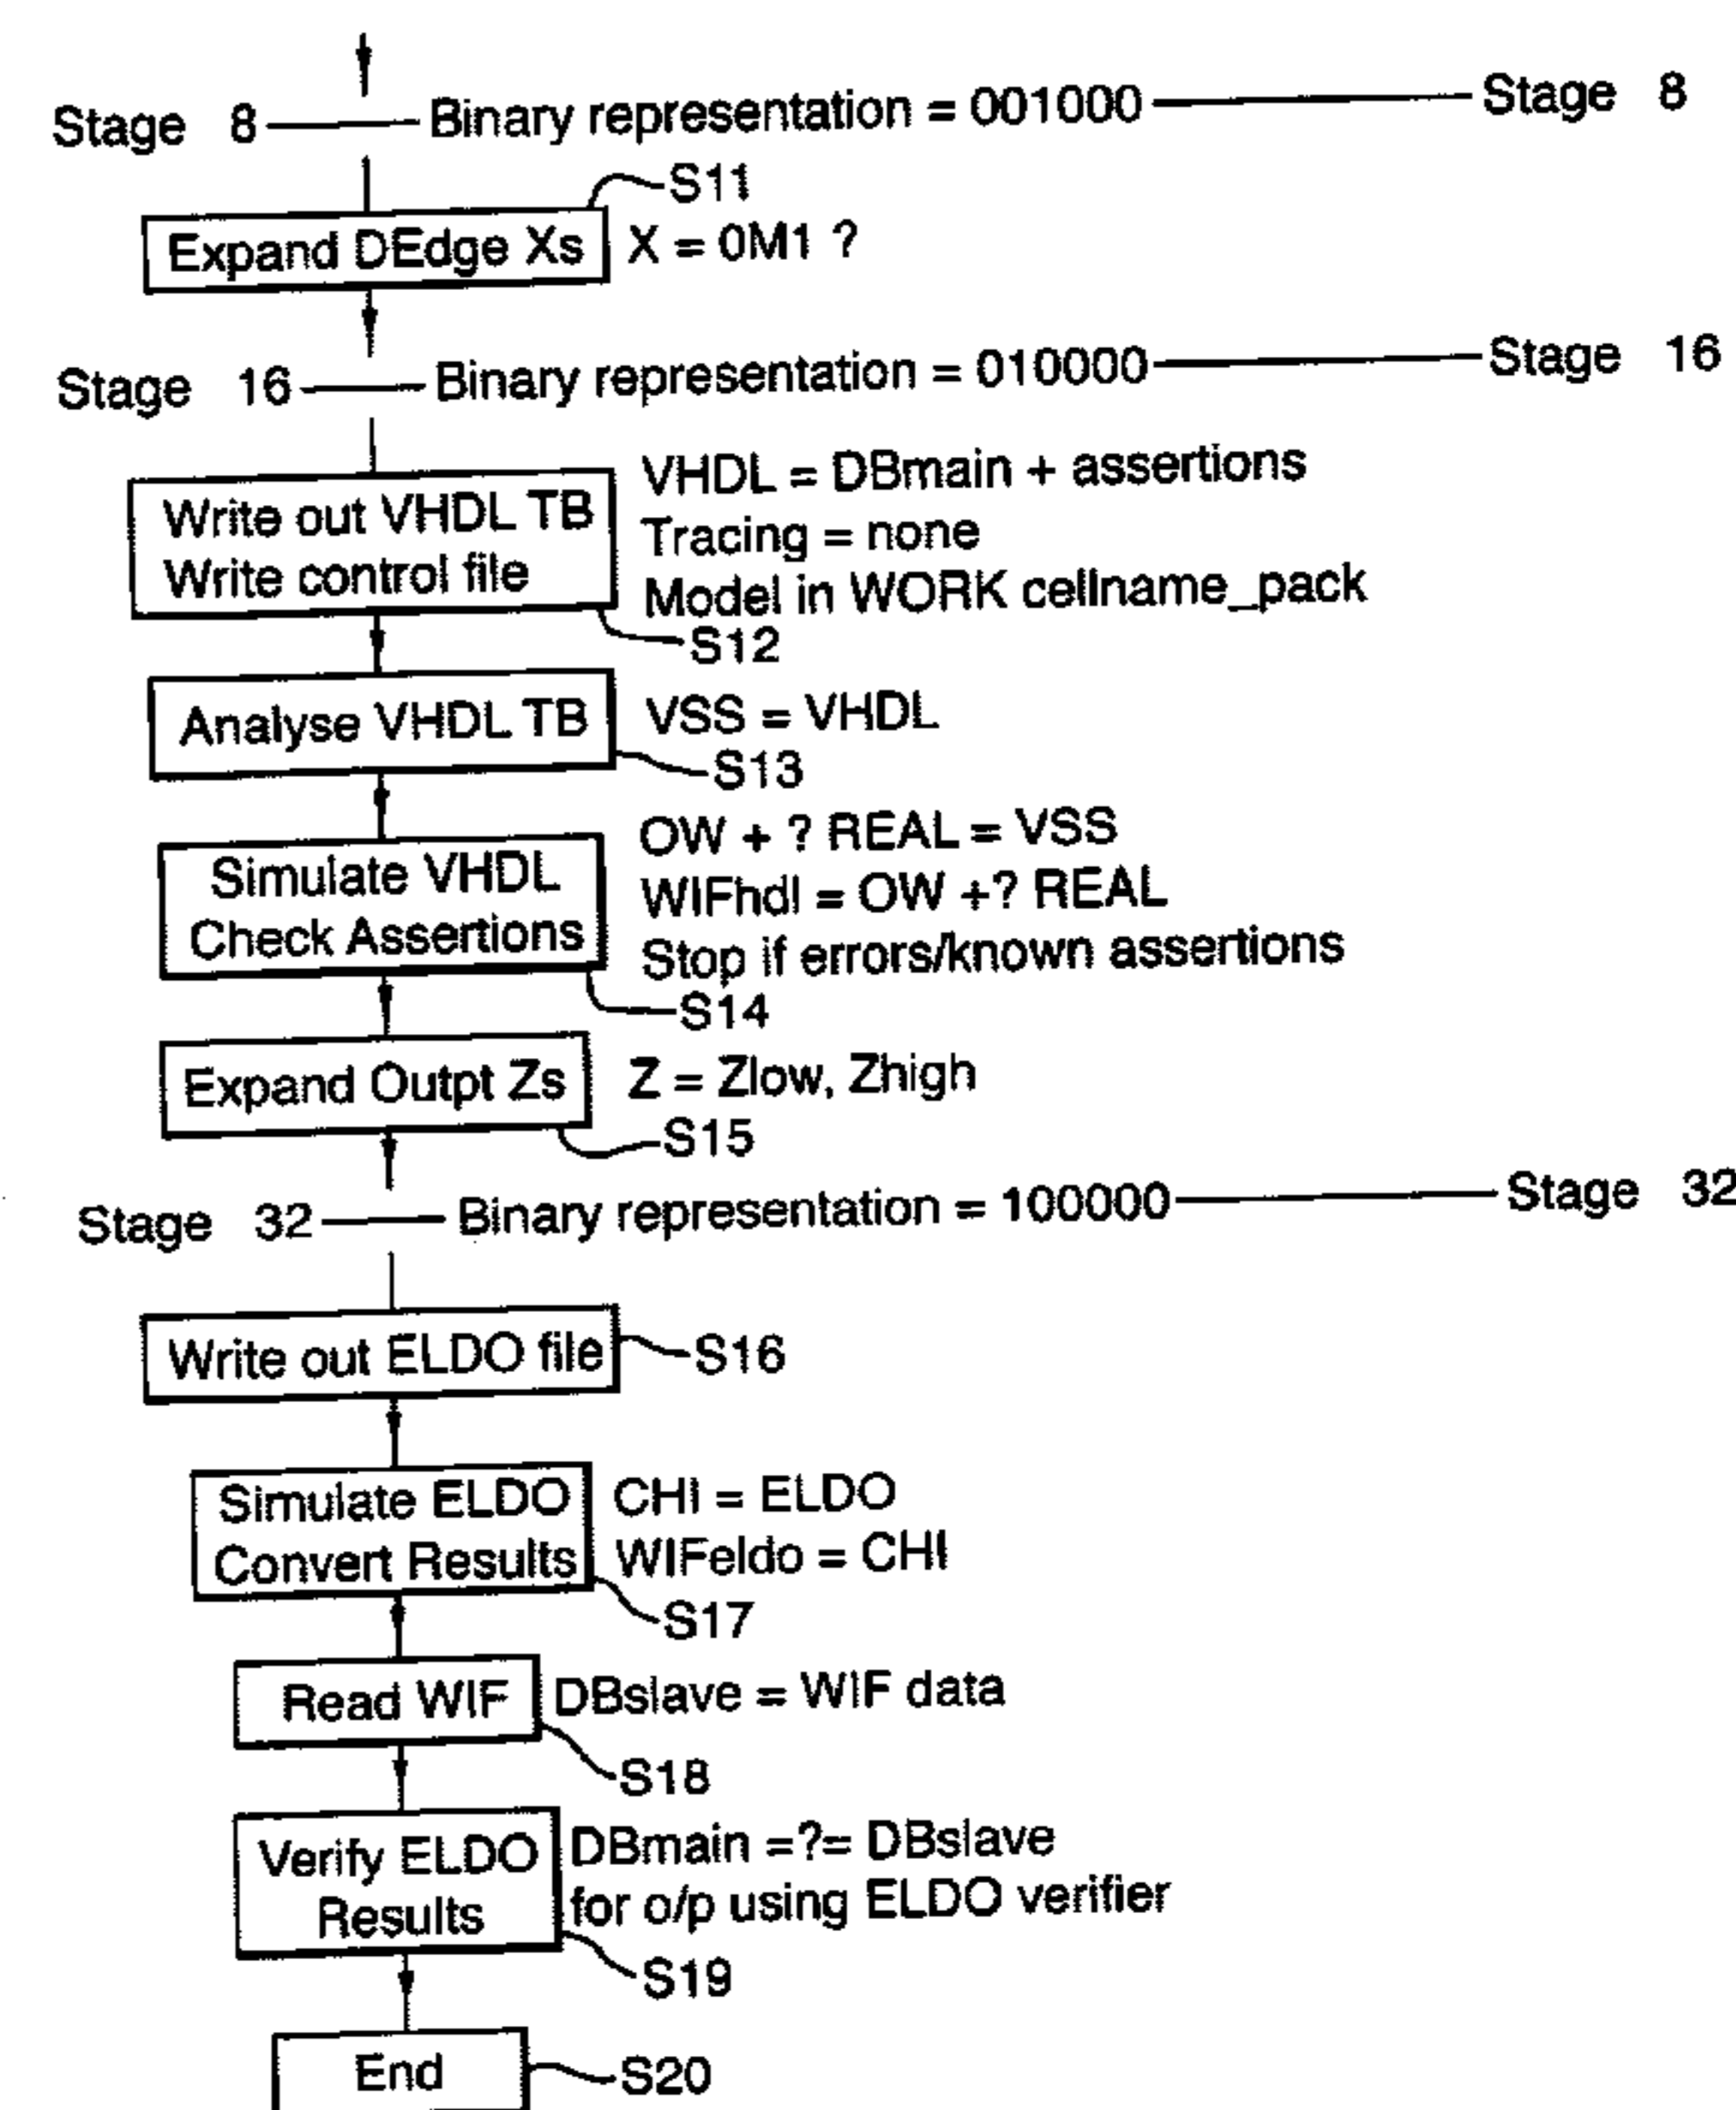 Stage 8 Binary representation = 001000 Stage 8
S11
Expand DEdge Xs X = 0M1 ?
Stage 16 Binary representation = 010000 Stage 16
Write out VHDL TB
Write control file
VHDL = DBmain + assertions
Tracing = none
Model in WORK cellname_pack
S12
Analyse VHDL TB VSS = VHDL
S13
Simulate VHDL
Check Assertions
OW + ? REAL = VSS
WIFhdl = OW +? REAL
Stop if errors/known assertions
S14
Expand Outpt Zs Z = Zlow, Zhigh
S15
Stage 32 Binary representation = 100000 Stage 32
Write out ELDO file S16
Simulate ELDO
Convert Results
CHI = ELDO
WIFeldo = CHI
S17
Read WIF DBslave = WIF data
S18
Verify ELDO
Results
DBmain =?= DBslave
for o/p using ELDO verifier
S19
End S20